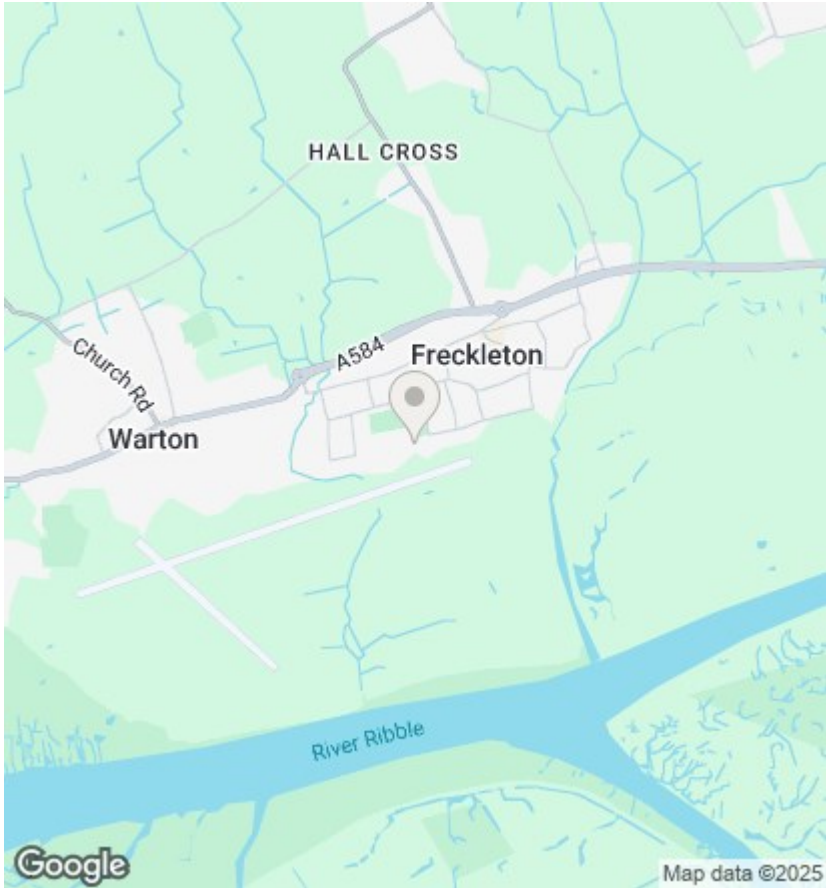 HALL CROSS
A584
Freckleton
Church Rd
Warton
River Ribble
Google
Map data ©2025